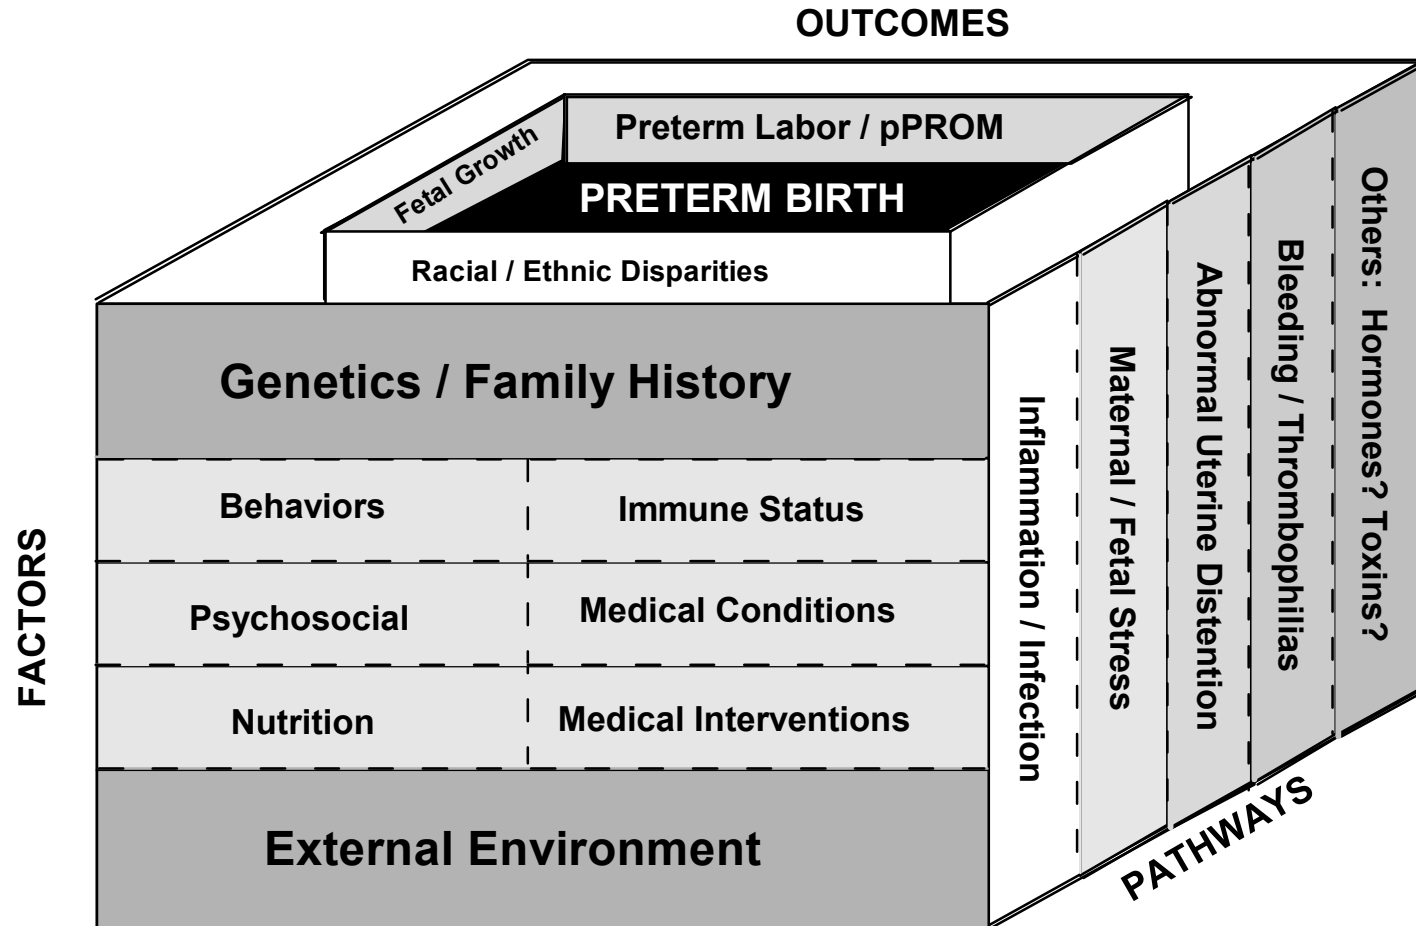 OUTCOMES
Preterm Labor / pPROM
Fetal Growth
PRETERM BIRTH
Racial / Ethnic Disparities
Genetics / Family History
Behaviors
Immune Status
Psychosocial
Medical Conditions
Nutrition
Medical Interventions
External Environment
FACTORS
Inflammation / Infection
Maternal / Fetal Stress
Abnormal Uterine Distention
Bleeding / Thrombophilias
Others: Hormones? Toxins?
PATHWAYS